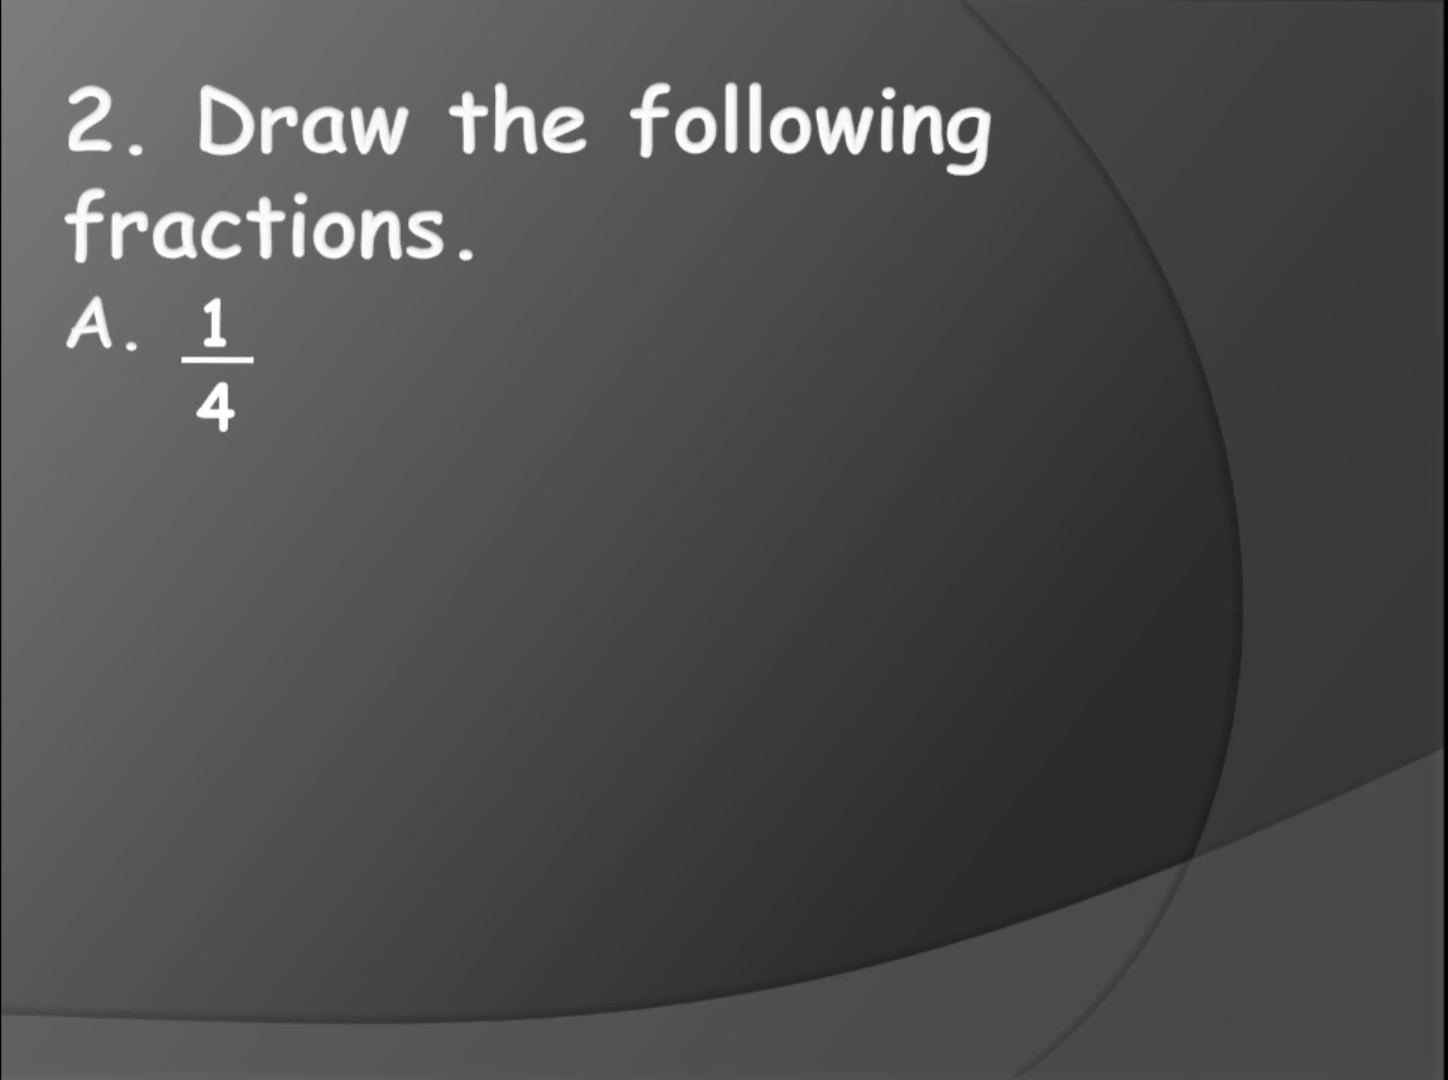 2. Draw the following
fractions.
A. 1
4